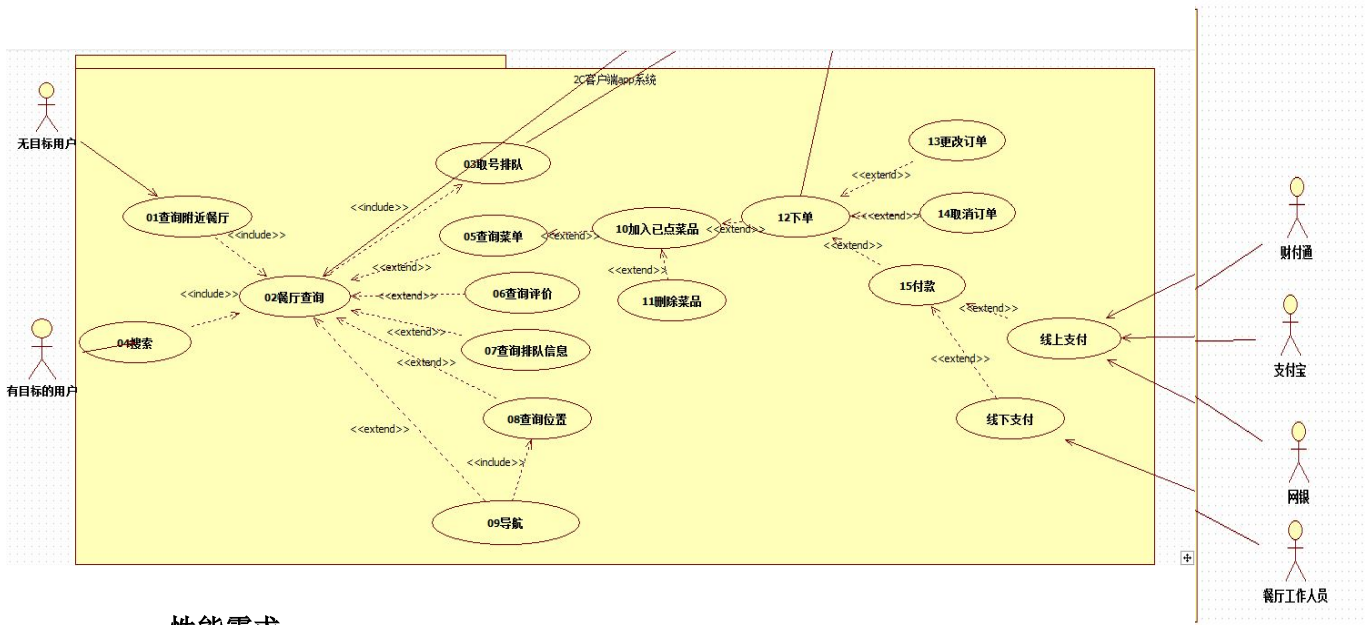 2C客户端app系统
无目标用户
有目标的用户
01查询附近餐厅
<<include>>
02餐厅查询
<<include>>
04搜索
03取号排队
<<include>>
05查询菜单
<<extend>>
06查询评价
<<extend>>
07查询排队信息
<<extend>>
08查询位置
<<extend>>
<<extend>>
<<include>>
09导航
10加入已点菜品
<<extend>>
<<extend>>
11删除菜品
12下单
<<extend>>
13更改订单
<<extend>>
14取消订单
<<extend>>
15付款
<<extend>>
线上支付
<<extend>>
线下支付
<<extend>>
财付通
支付宝
网银
餐厅工作人员
性能需求